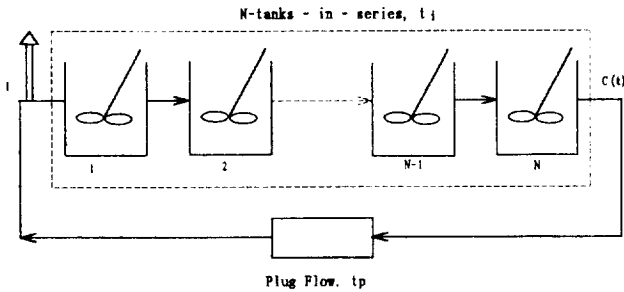 N-tanks - in - series, t i
I
C(t)
1
2
N-1
N
Plug Flow. tp